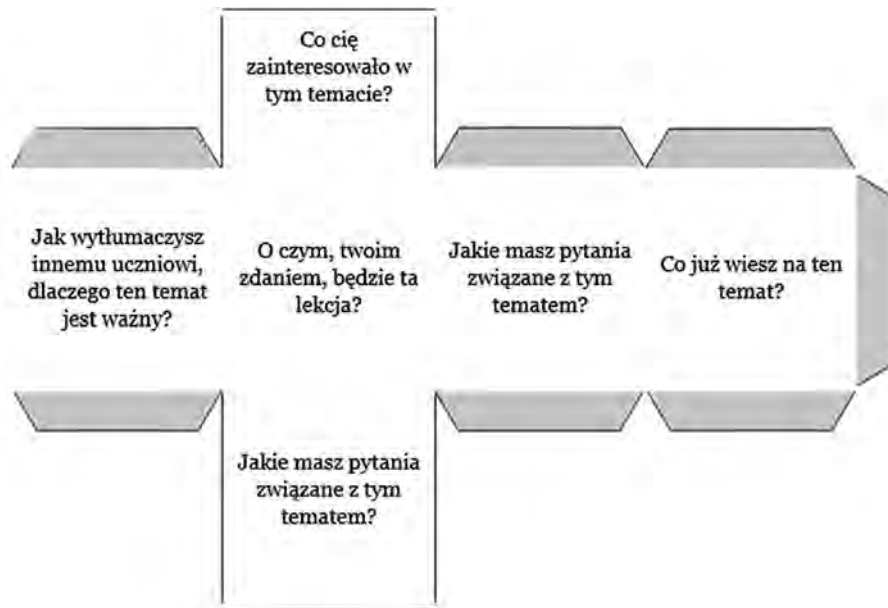 Co cię
zainteresowało w
tym temacie?
Jak wytłumaczysz
innemu uczniowi,
dlaczego ten temat
jest ważny?
O czym, twoim
zdaniem, będzie ta
lekcja?
Jakie masz pytania
związane z tym
tematem?
Co już wiesz na ten
temat?
Jakie masz pytania
związane z tym
tematem?